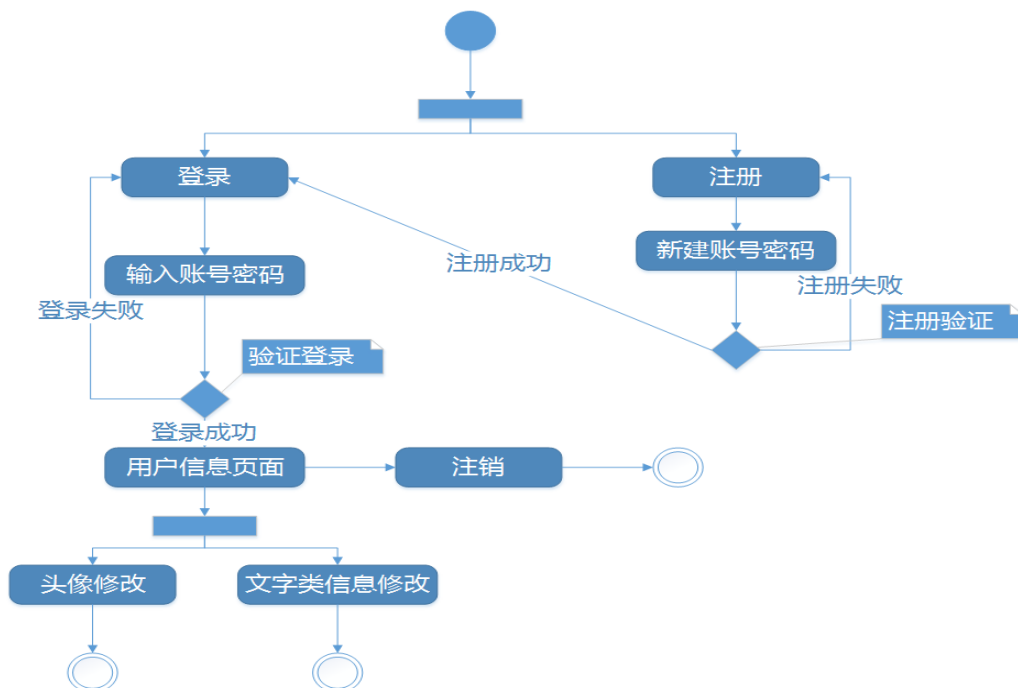 登录
注册
新建账号密码
注册成功
输入账号密码
注册失败
登录失败
注册验证
验证登录
登录成功
用户信息页面
注销
头像修改
文字类信息修改